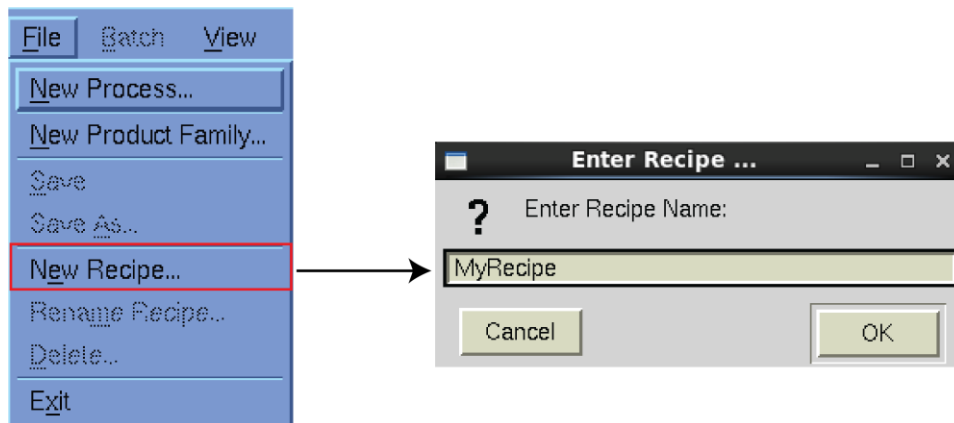 File Batch View
New Process...
New Product Family...
Save
Save As...
New Recipe...
Rename Recipe...
Delete...
Exit
Enter Recipe ...
? Enter Recipe Name:
MyRecipe
Cancel OK